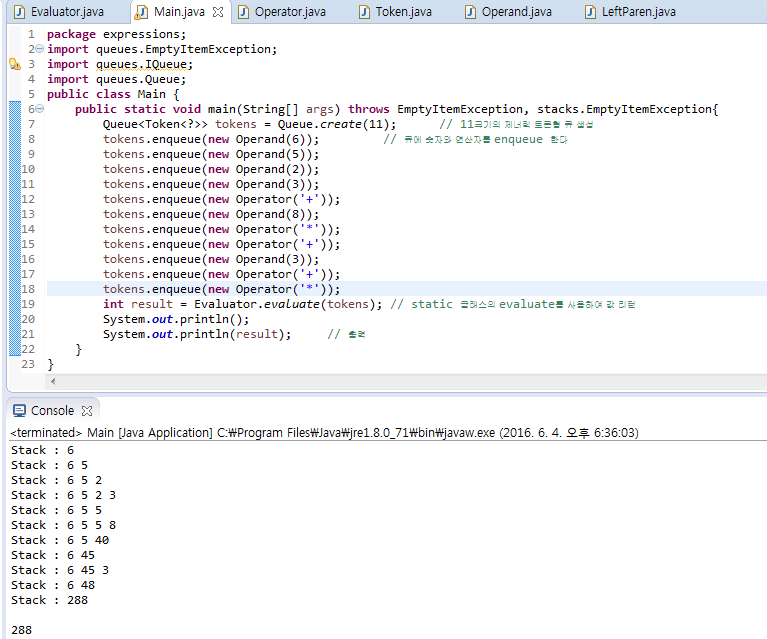 Evaluator.java Main.java Operator.java Token.java Operand.java LeftParen.java
1 package expressions;
2 import queues.EmptyItemException;
3 import queues.IQueue;
4 import queues.Queue;
5 public class Main {
6 public static void main(String[] args) throws EmptyItemException, stacks.EmptyItemException{
7 Queue<Token<?>> tokens = Queue.create(11); // 11크기의 제너릭 토큰형 큐 생성
8 tokens.enqueue(new Operand(6)); // 큐에 숫자와 연산자를 enqueue 한다
9 tokens.enqueue(new Operand(5));
10 tokens.enqueue(new Operand(2));
11 tokens.enqueue(new Operand(3));
12 tokens.enqueue(new Operator('+'));
13 tokens.enqueue(new Operand(8));
14 tokens.enqueue(new Operator('*'));
15 tokens.enqueue(new Operator('+'));
16 tokens.enqueue(new Operand(3));
17 tokens.enqueue(new Operator('+'));
18 tokens.enqueue(new Operator('*'));
19 int result = Evaluator.evaluate(tokens); // static 클래스의 evaluate를 사용하여 값 리턴
20 System.out.println();
21 System.out.println(result); // 출력
22 }
23 }
Console
<terminated> Main [Java Application] C:₩Program Files₩Java₩jre1.8.0_71₩bin₩javaw.exe (2016. 6. 4. 오후 6:36:03)
Stack : 6
Stack : 6 5
Stack : 6 5 2
Stack : 6 5 2 3
Stack : 6 5 5
Stack : 6 5 5 8
Stack : 6 5 40
Stack : 6 45
Stack : 6 45 3
Stack : 6 48
Stack : 288
288